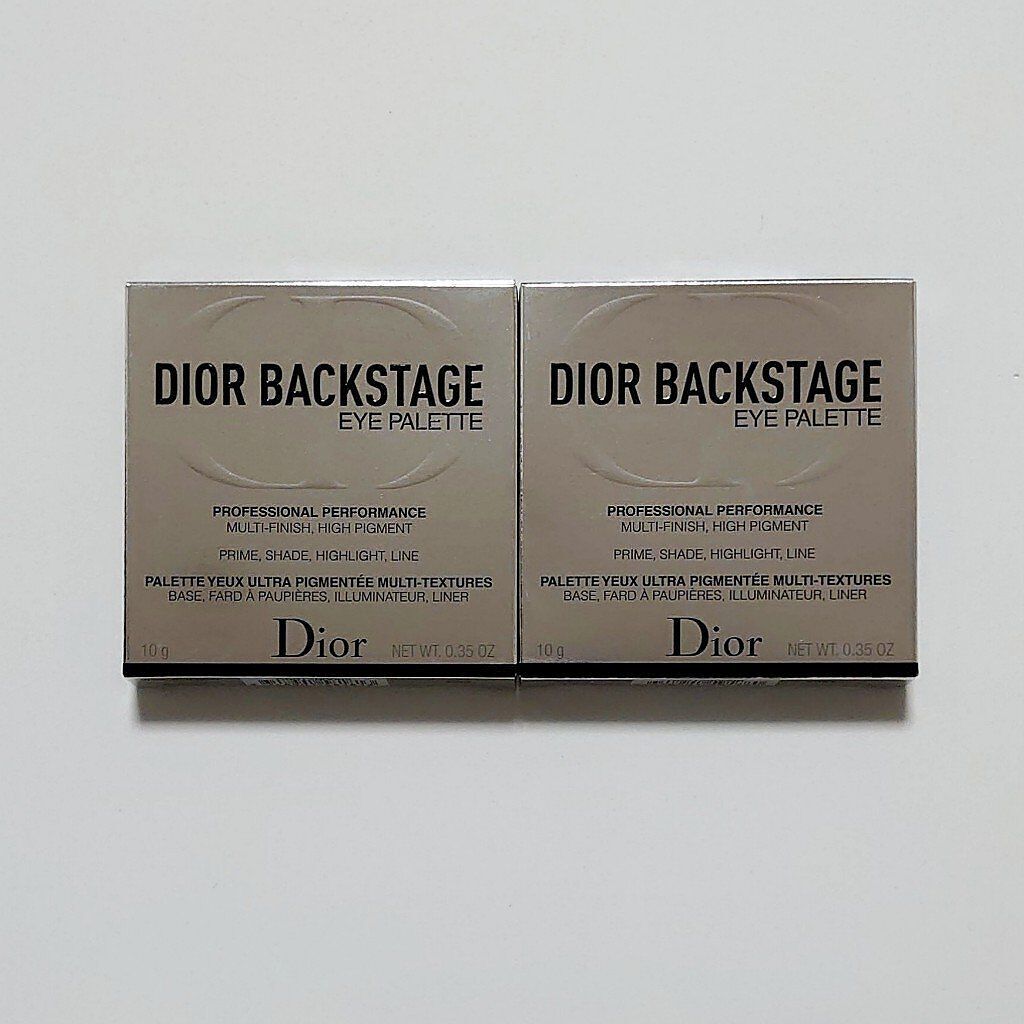 DIOR BACKSTAGE
EYE PALETTE
PROFESSIONAL PERFORMANCE
MULTI-FINISH, HIGH PIGMENT
PRIME, SHADE, HIGHLIGHT, LINE
PALETTE YEUX ULTRA PIGMENTÉE MULTI-TEXTURES
BASE, FARD À PAUPIÈRES, ILLUMINATEUR, LINER
10 g Dior NET WT. 0.35 OZ
DIOR BACKSTAGE
EYE PALETTE
PROFESSIONAL PERFORMANCE
MULTI-FINISH, HIGH PIGMENT
PRIME, SHADE, HIGHLIGHT, LINE
PALETTE YEUX ULTRA PIGMENTÉE MULTI-TEXTURES
BASE, FARD À PAUPIÈRES, ILLUMINATEUR, LINER
10 g Dior NET WT. 0.35 OZ